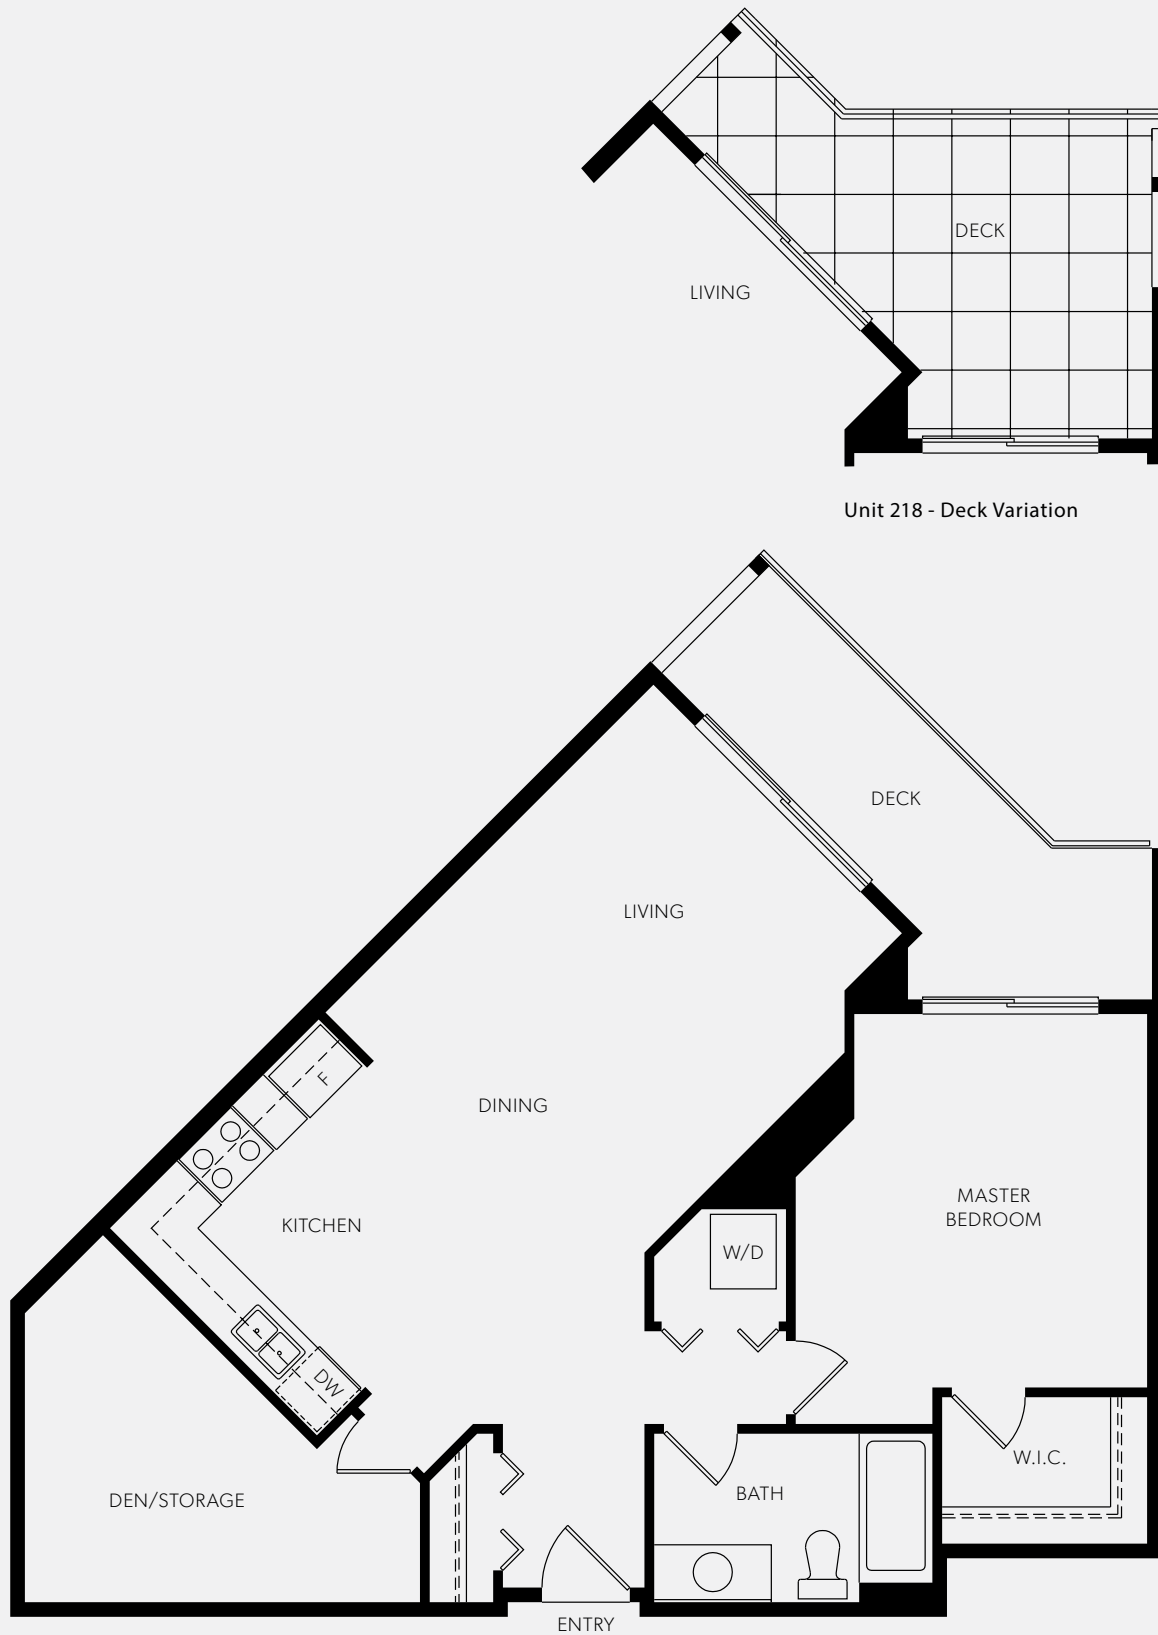 DECK
LIVING
Unit 218 - Deck Variation
DECK
LIVING
F
DINING
MASTER
BEDROOM
KITCHEN
W/D
DW
W.I.C.
BATH
DEN/STORAGE
ENTRY